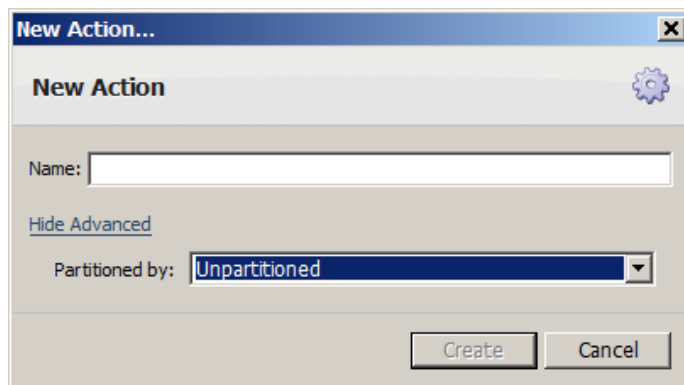 New Action...
New Action
Name:
Hide Advanced
Partitioned by: Unpartitioned
Create Cancel